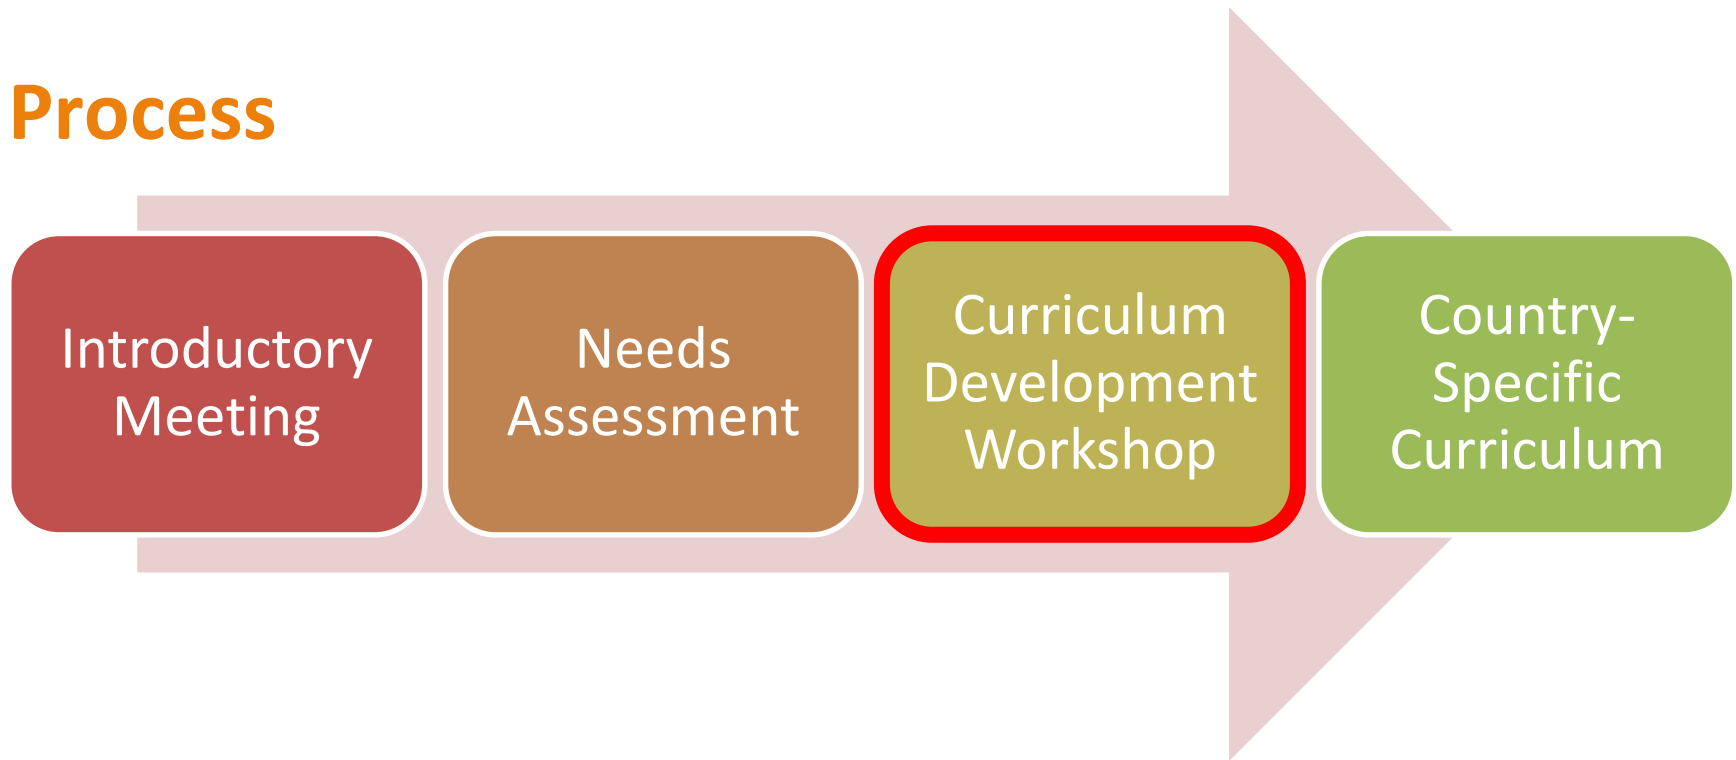 Process
Introductory
Meeting
Needs
Assessment
Curriculum
Development
Workshop
Country-
Specific
Curriculum